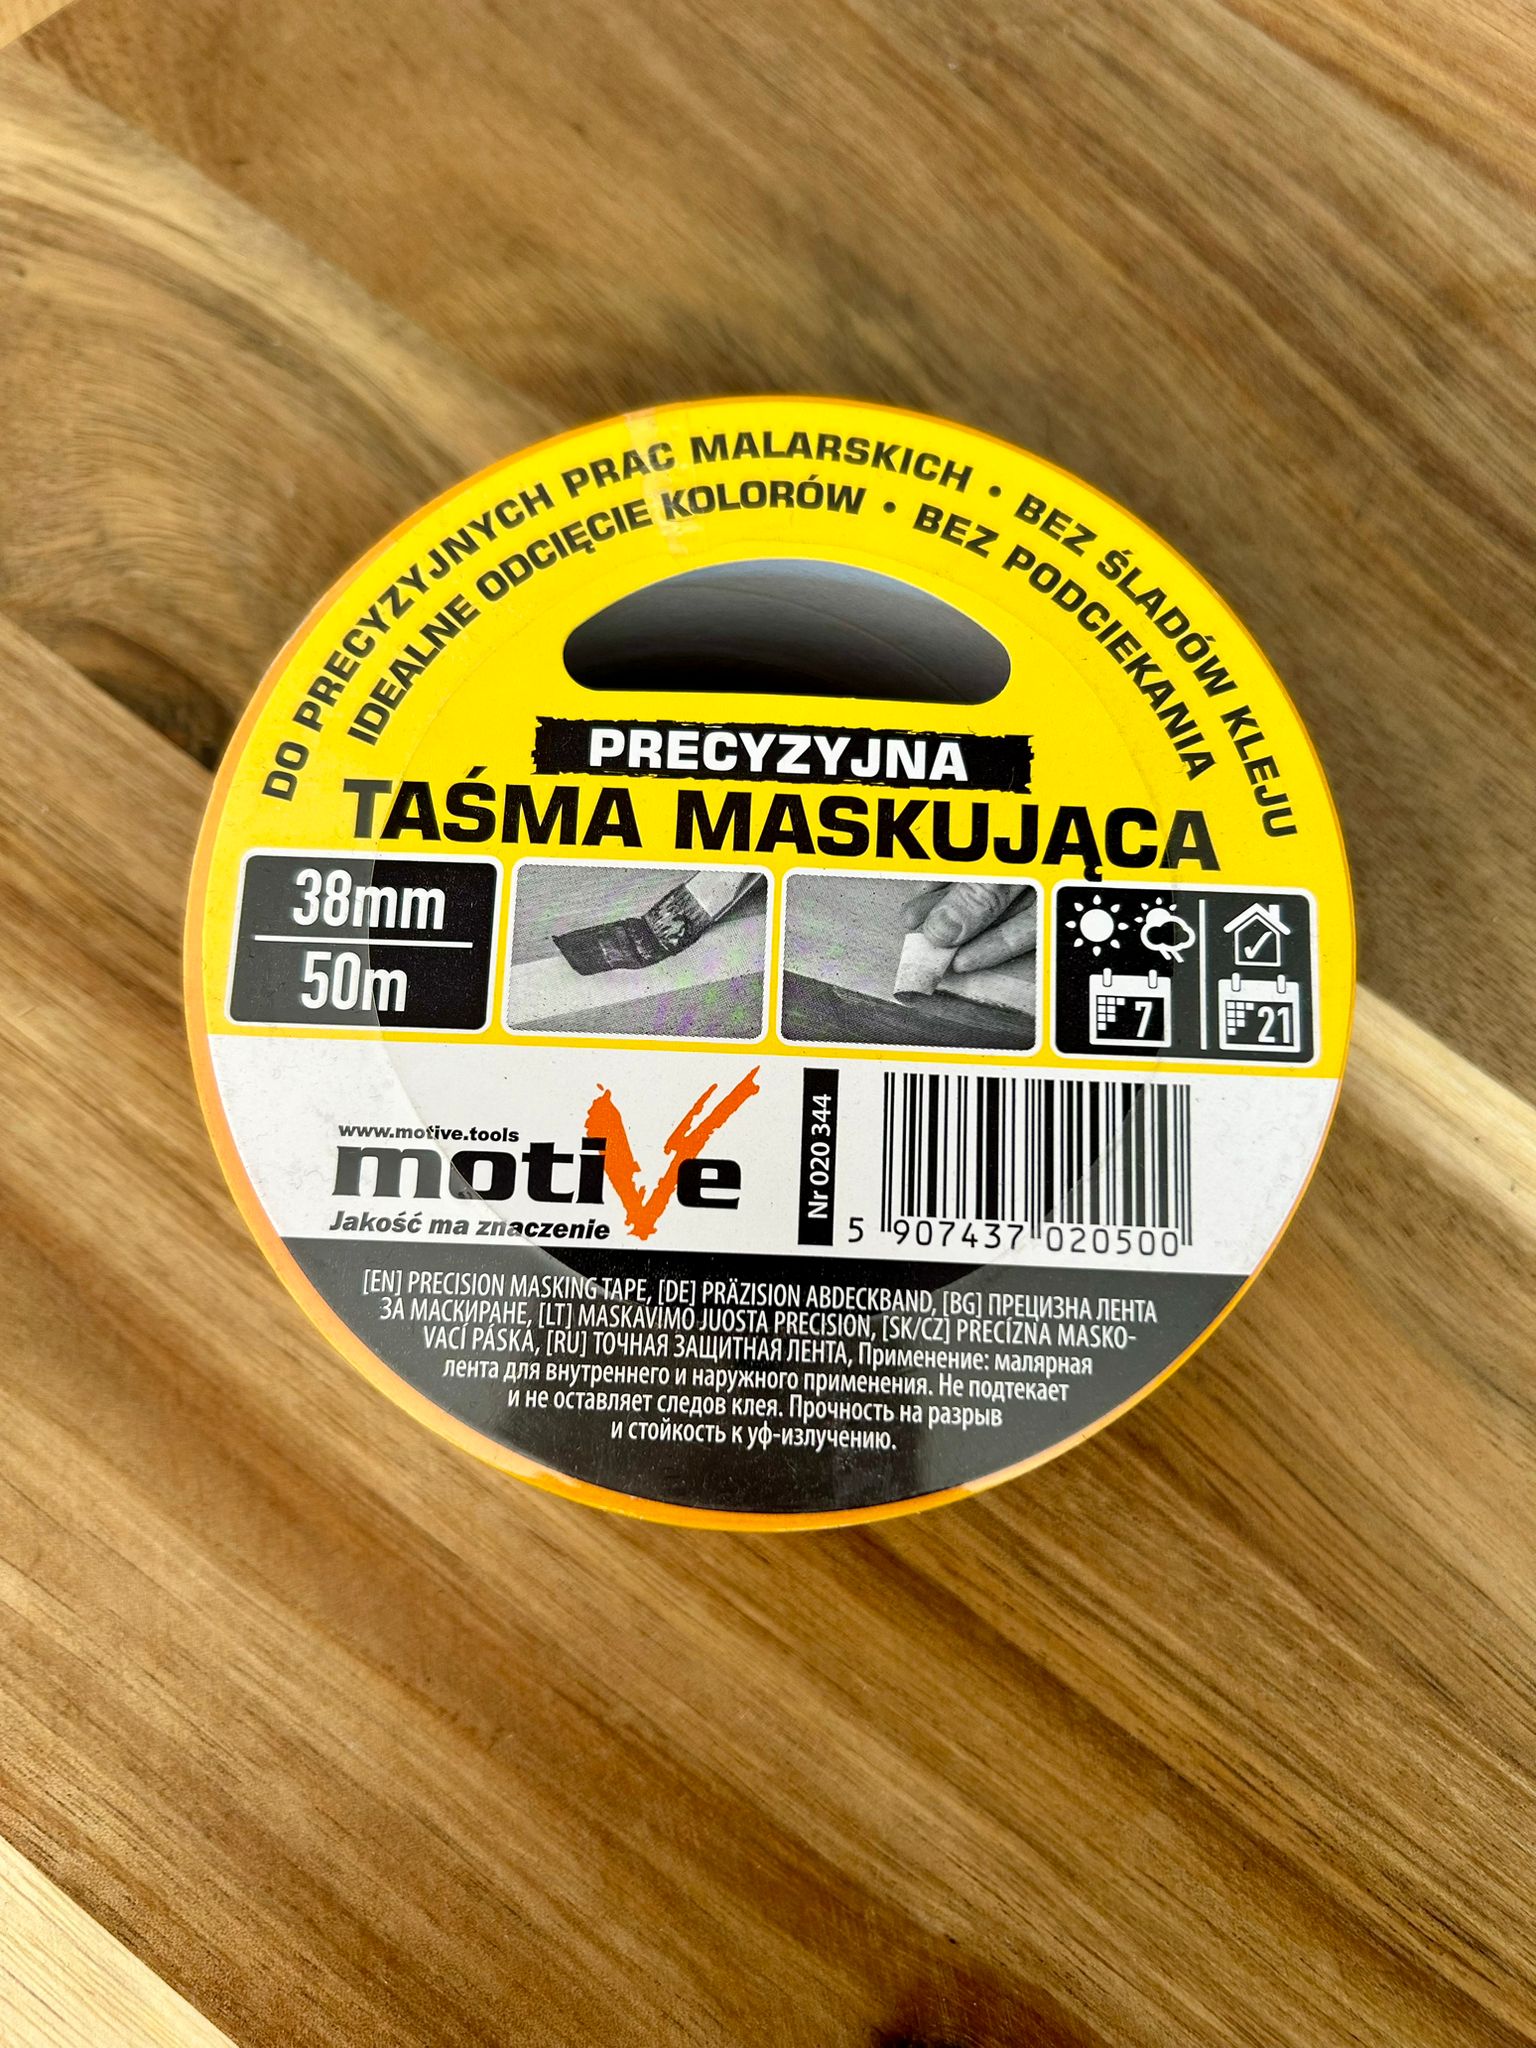 DO PRECYZYJNYCH PRAC MALARSKICH • BEZ ŚLADÓW KLEJU
IDEALNE ODCIĘCIE KOLORÓW • BEZ PODCIEKANIA
PRECYZYJNA
TAŚMA MASKUJĄCA
38mm
50m
7
21
www.motive.tools
motive
Jakość ma znaczenie
Nr 020 344
5 907437 020500
[EN] PRECISION MASKING TAPE, [DE] PRÄZISION ABDECKBAND, [BG] ПРЕЦИЗНА ЛЕНТА
ЗА МАСКИРАНЕ, [LT] MASKAVIMO JUOSTA PRECISION, [SK/CZ] PRECÍZNA MASKO-
VACÍ PÁSKA, [RU] ТОЧНАЯ ЗАЩИТНАЯ ЛЕНТА, Применение: малярная
лента для внутреннего и наружного применения. Не подтекает
и не оставляет следов клея. Прочность на разрыв
и стойкость к уф-излучению.